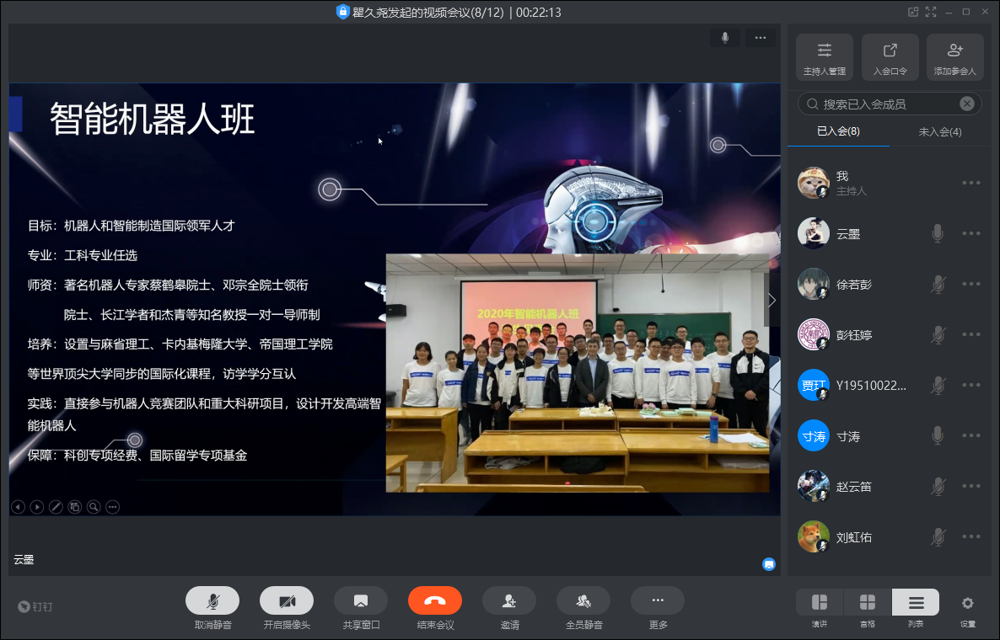 瞿久尧发起的视频会议(8/12) | 00:22:13
智能机器人班
目标：机器人和智能制造国际领军人才
专业：工科专业任选
师资：著名机器人专家蔡鹤皋院士、邓宗全院士领衔
院士、长江学者和杰青等知名教授一对一导师制
培养：设置与麻省理工、卡内基梅隆大学、帝国理工学院
等世界顶尖大学同步的国际化课程，访学学分互认
实践：直接参与机器人竞赛团队和重大科研项目，设计开发高端智
能机器人
保障：科创专项经费、国际留学专项基金
2020年智能机器人班
云墨
主持人管理
入会口令
添加参会人
搜索已入会成员
已入会(8)
未入会(4)
我
主持人
云墨
徐若彭
彭钰婷
贾玎
Y19510022...
寸涛
寸涛
赵云笛
刘虹佑
钉钉
取消静音
开启摄像头
共享窗口
结束会议
邀请
全员静音
更多
演讲
宫格
列表
设置